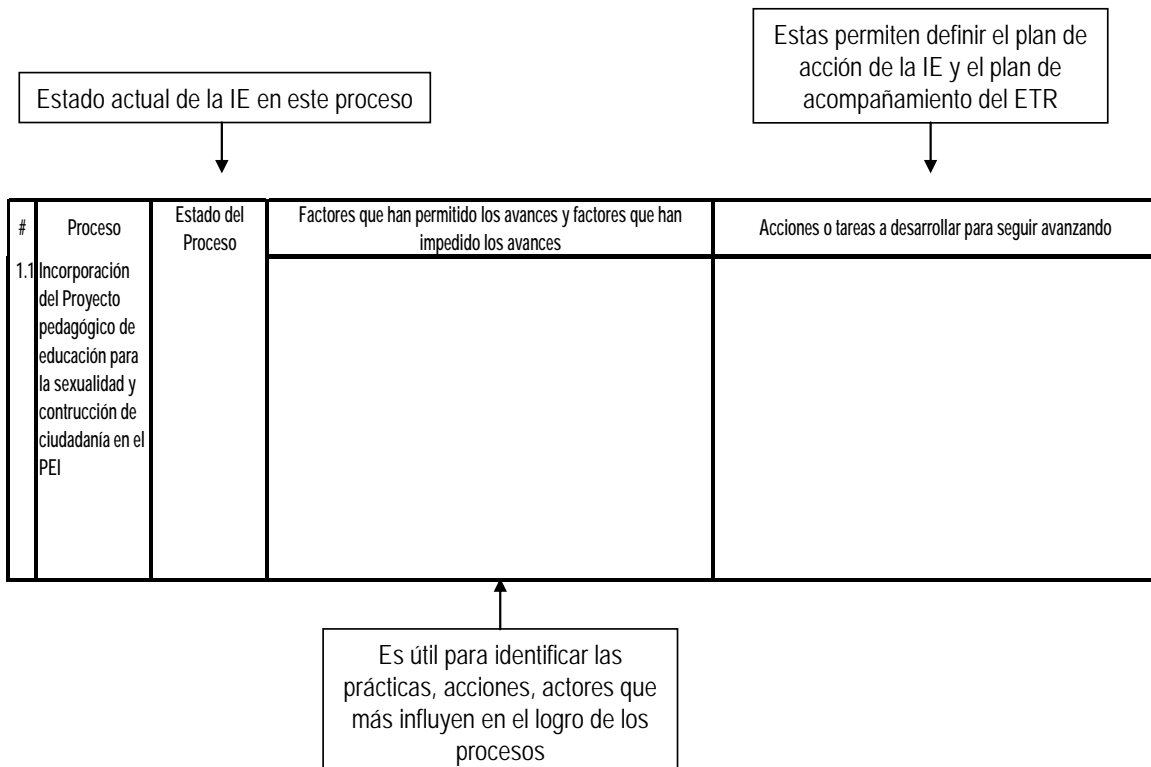 Estas permiten definir el plan de
acción de la IE y el plan de
acompañamiento del ETR
Estado actual de la IE en este proceso
#
Proceso
Estado del
Proceso
Factores que han permitido los avances y factores que han
impedido los avances
Acciones o tareas a desarrollar para seguir avanzando
1.1
Incorporación
del Proyecto
pedagógico de
educación para
la sexualidad y
contrucción de
ciudadanía en el
PEI
Es útil para identificar las
prácticas, acciones, actores que
más influyen en el logro de los
procesos